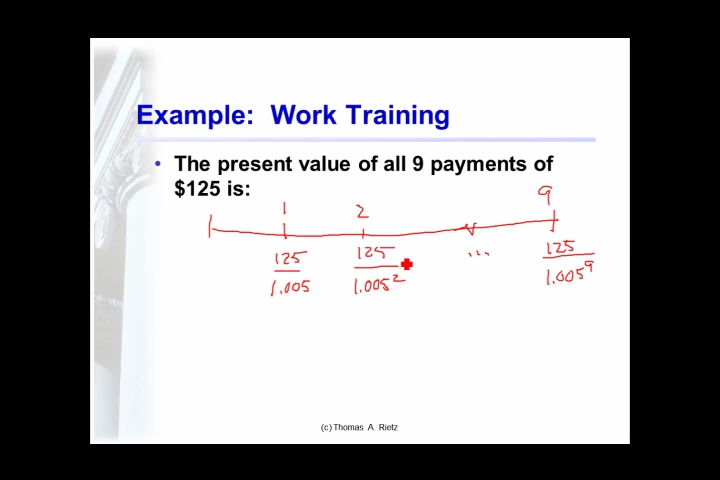 Example: Work Training
• The present value of all 9 payments of
$125 is:
1 2 9
125 125 ... 125
1.005 1.005² 1.005⁹
(c) Thomas A. Rietz